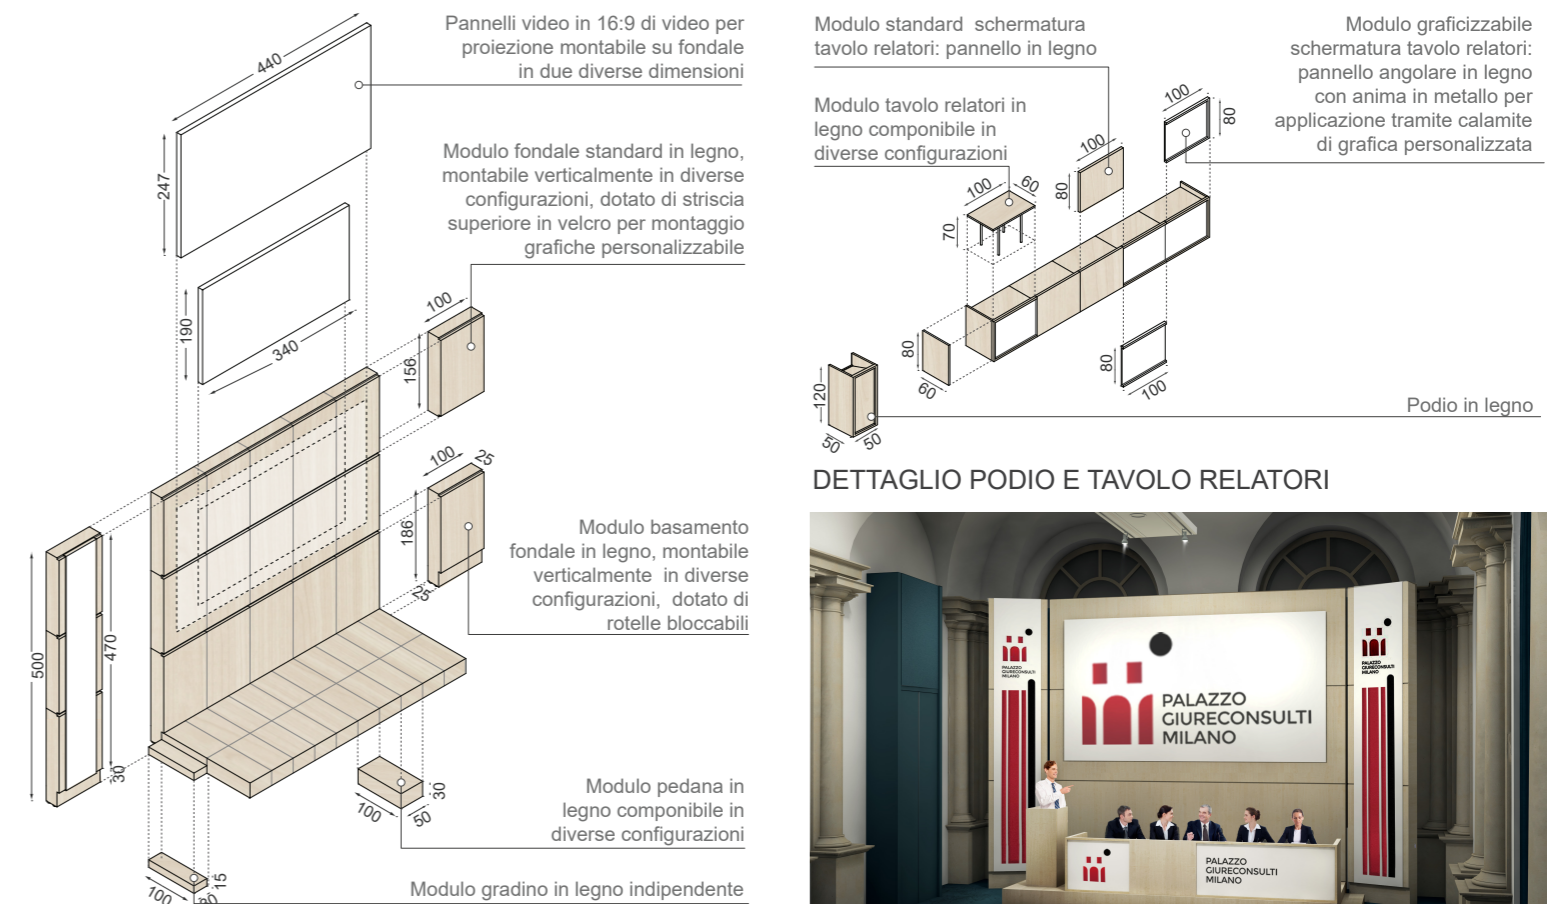 Pannelli video in 16:9 di video per
proiezione montabile su fondale
in due diverse dimensioni
440
247
190
340
Modulo fondale standard in legno,
montabile verticalmente in diverse
configurazioni, dotato di striscia
superiore in velcro per montaggio
grafiche personalizzabile
100
156
100
25
186
25
Modulo basamento
fondale in legno, montabile
verticalmente in diverse
configurazioni, dotato di
rotelle bloccabili
500
470
30
Modulo pedana in
legno componibile in
diverse configurazioni
100
50
30
Modulo gradino in legno indipendente
100
30
15
Modulo standard schermatura
tavolo relatori: pannello in legno
Modulo tavolo relatori in
legno componibile in
diverse configurazioni
Modulo graficizzabile
schermatura tavolo relatori:
pannello angolare in legno
con anima in metallo per
applicazione tramite calamite
di grafica personalizzata
100
80
100
80
100
60
70
80
60
80
100
120
50
50
Podio in legno
DETTAGLIO PODIO E TAVOLO RELATORI
PALAZZO
GIURECONSULTI
MILANO
PALAZZO
GIURECONSULTI
MILANO
PALAZZO
GIURECONSULTI
MILANO
PALAZZO
GIURECONSULTI
MILANO